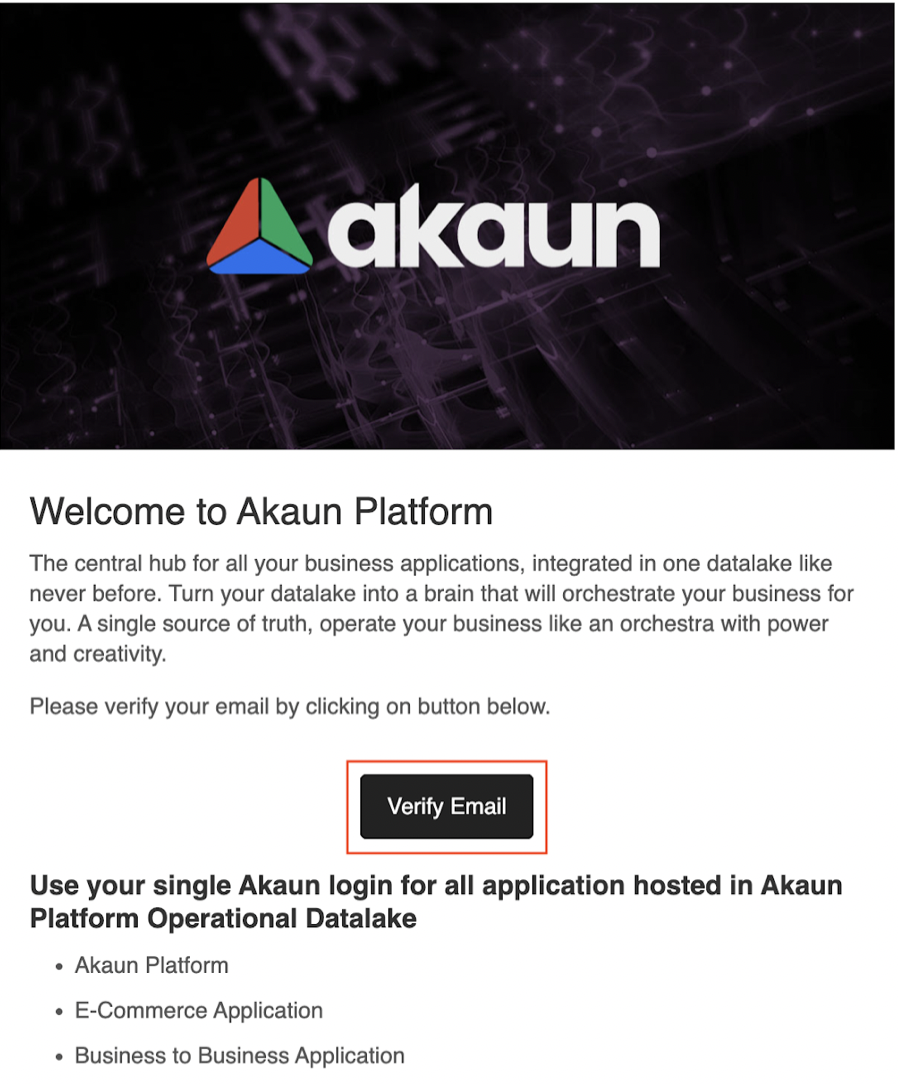 akaun
Welcome to Akaun Platform
The central hub for all your business applications, integrated in one datalake like
never before. Turn your datalake into a brain that will orchestrate your business for
you. A single source of truth, operate your business like an orchestra with power
and creativity.
Please verify your email by clicking on button below.
Verify Email
Use your single Akaun login for all application hosted in Akaun
Platform Operational Datalake
• Akaun Platform
• E-Commerce Application
• Business to Business Application